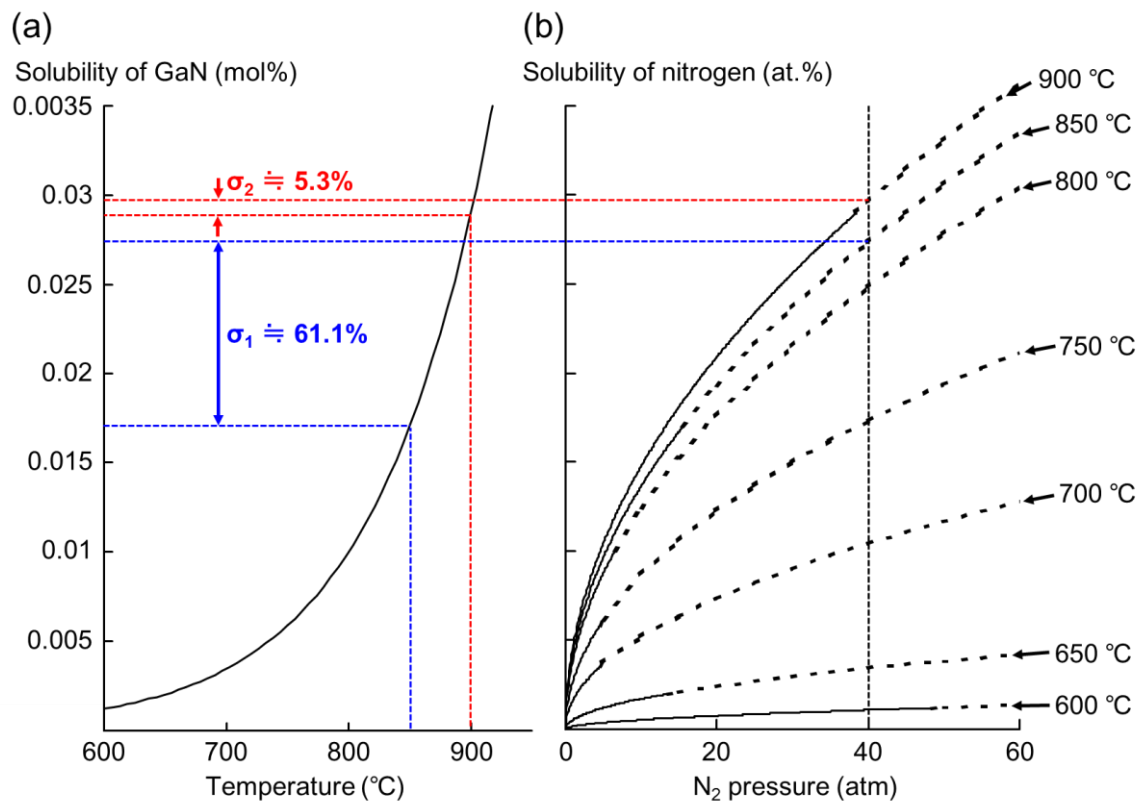 (a)
Solubility of GaN (mol%)
0.0035
0.03
0.025
0.02
0.015
0.01
0.005
600
700
800
900
Temperature (℃)
σ₂ ≒ 5.3%
σ₁ ≒ 61.1%
(b)
Solubility of nitrogen (at.%)
900 ℃
850 ℃
800 ℃
750 ℃
700 ℃
650 ℃
600 ℃
0
20
40
60
N₂ pressure (atm)